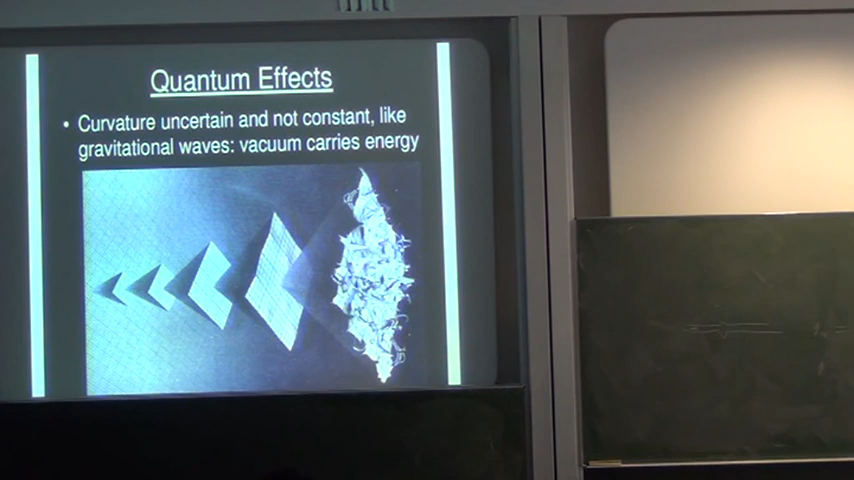 Quantum Effects
• Curvature uncertain and not constant, like
gravitational waves: vacuum carries energy